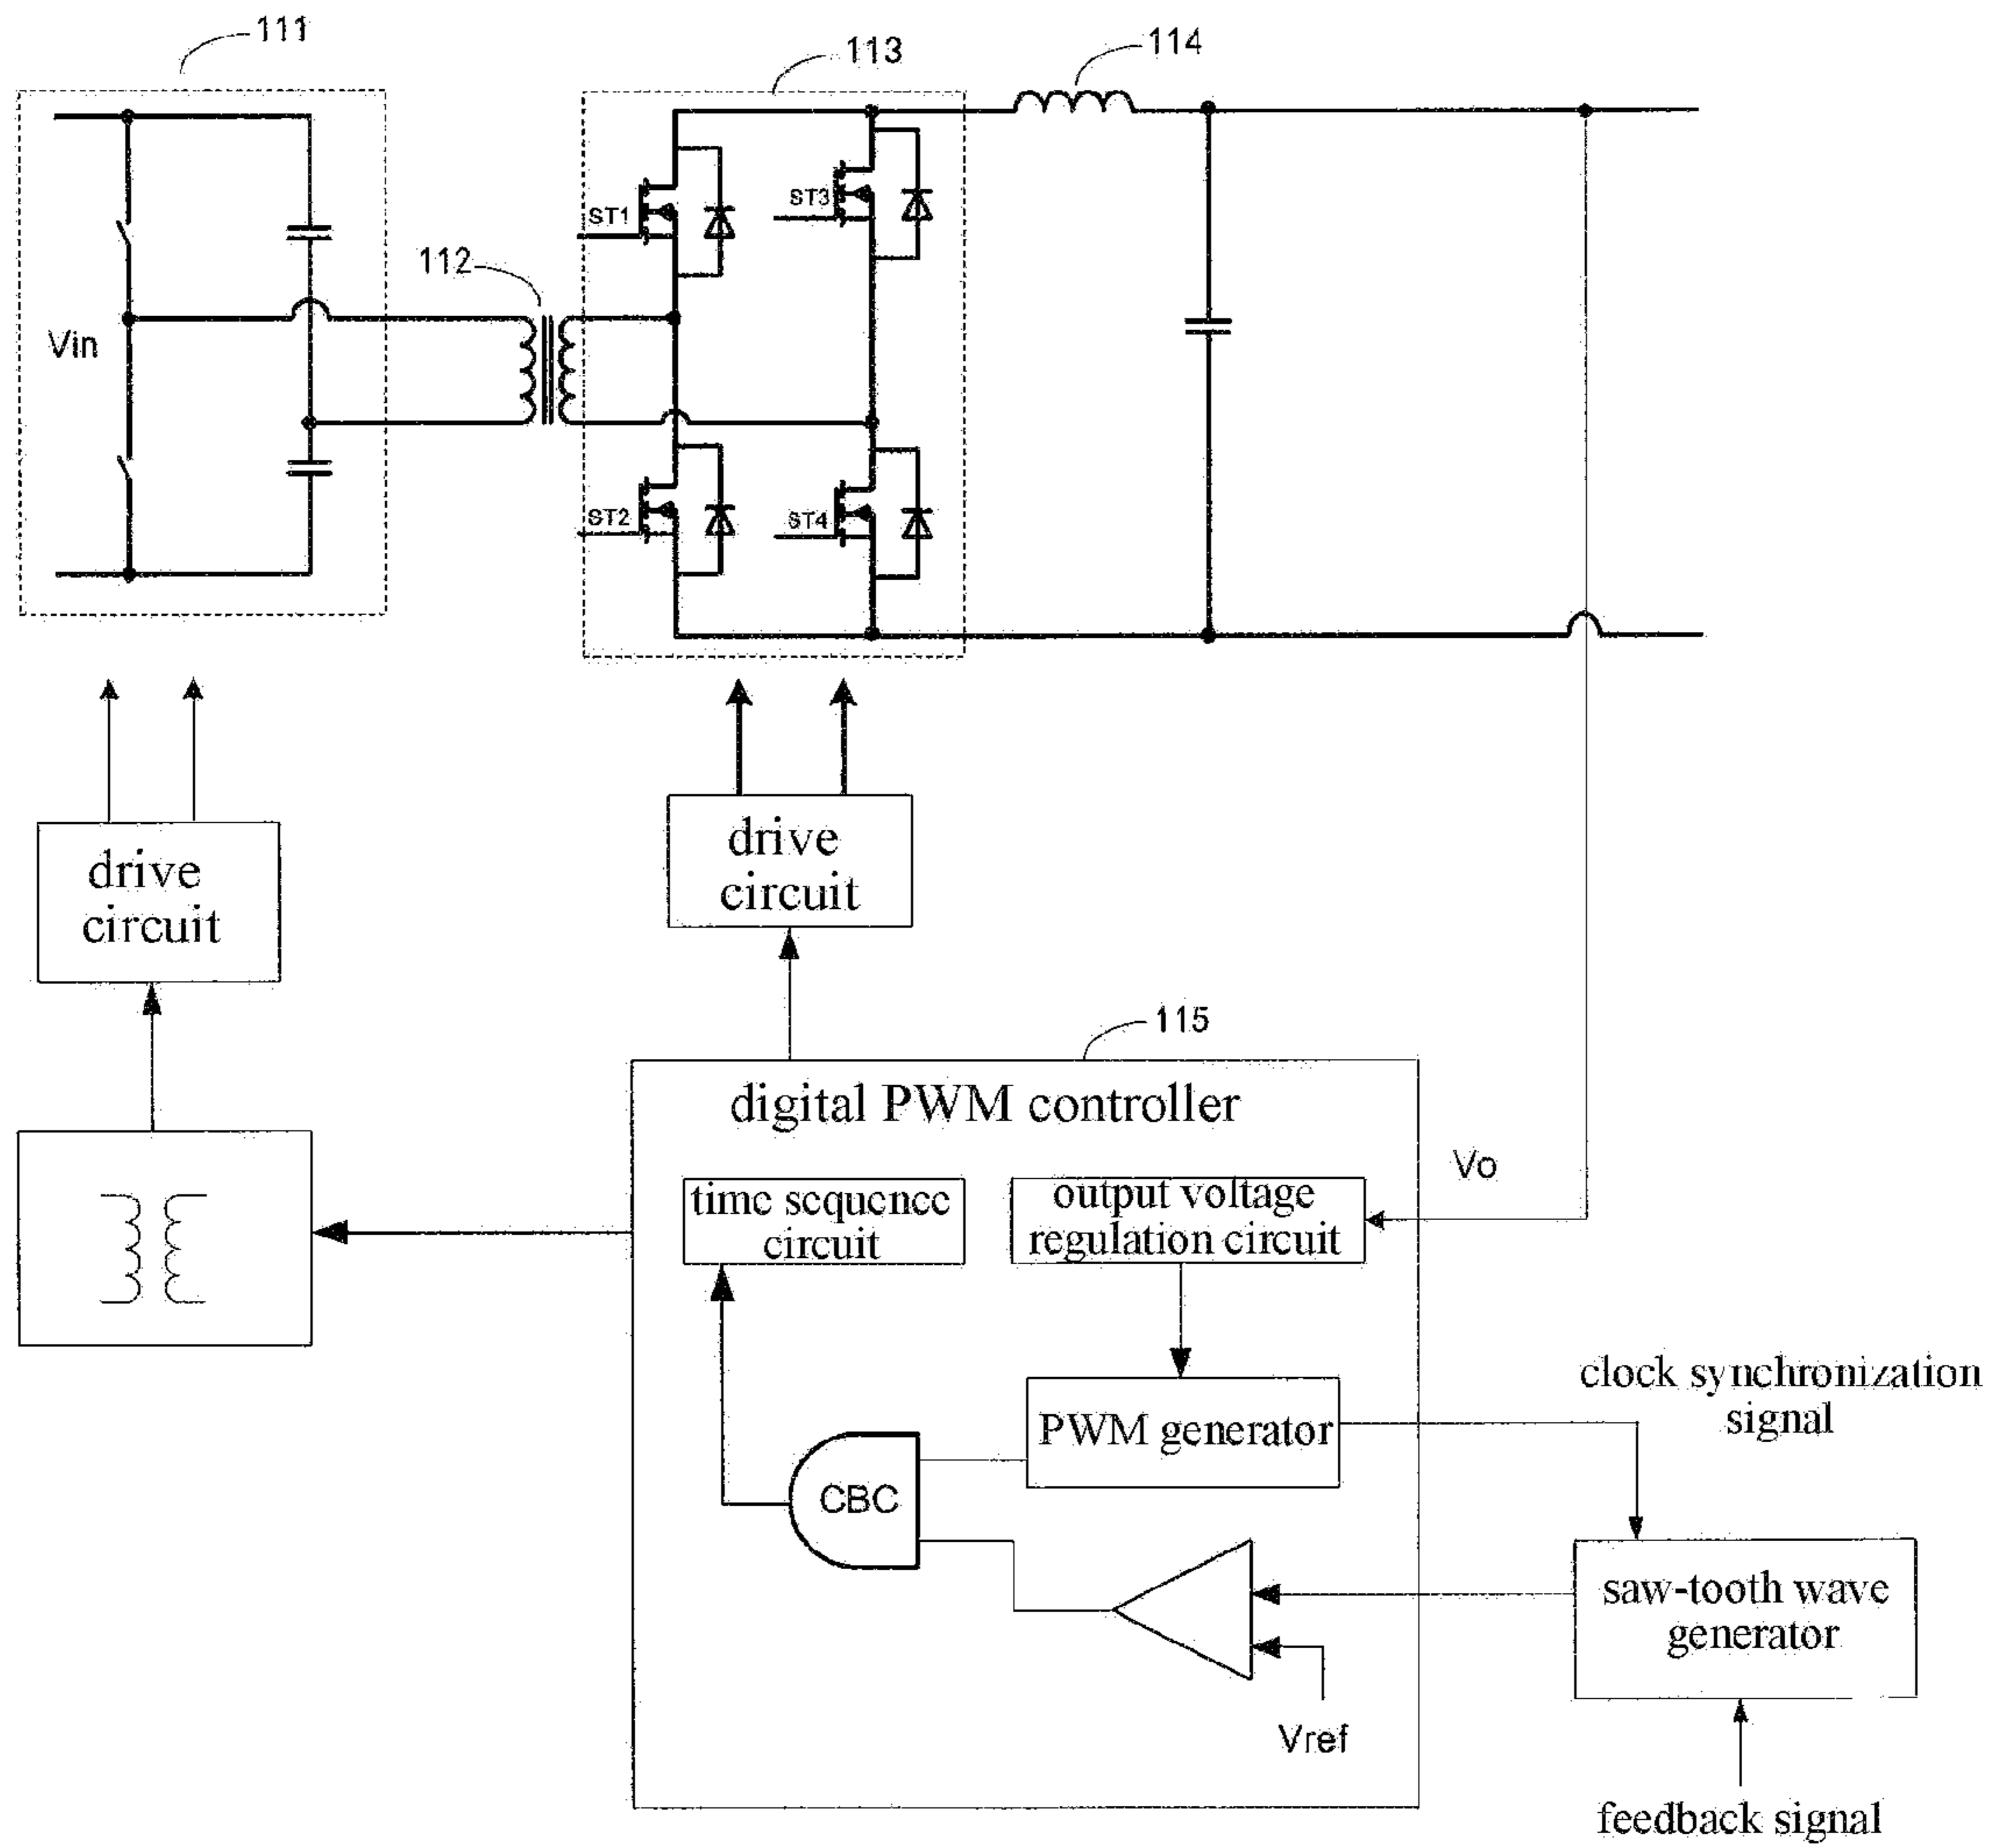 111
113
114
112
Vin
ST1
ST3
ST2
ST4
drive
circuit
drive
circuit
115
digital PWM controller
Vo
time sequence
circuit
output voltage
regulation circuit
clock synchronization
signal
PWM generator
CBC
saw-tooth wave
generator
Vref
feedback signal